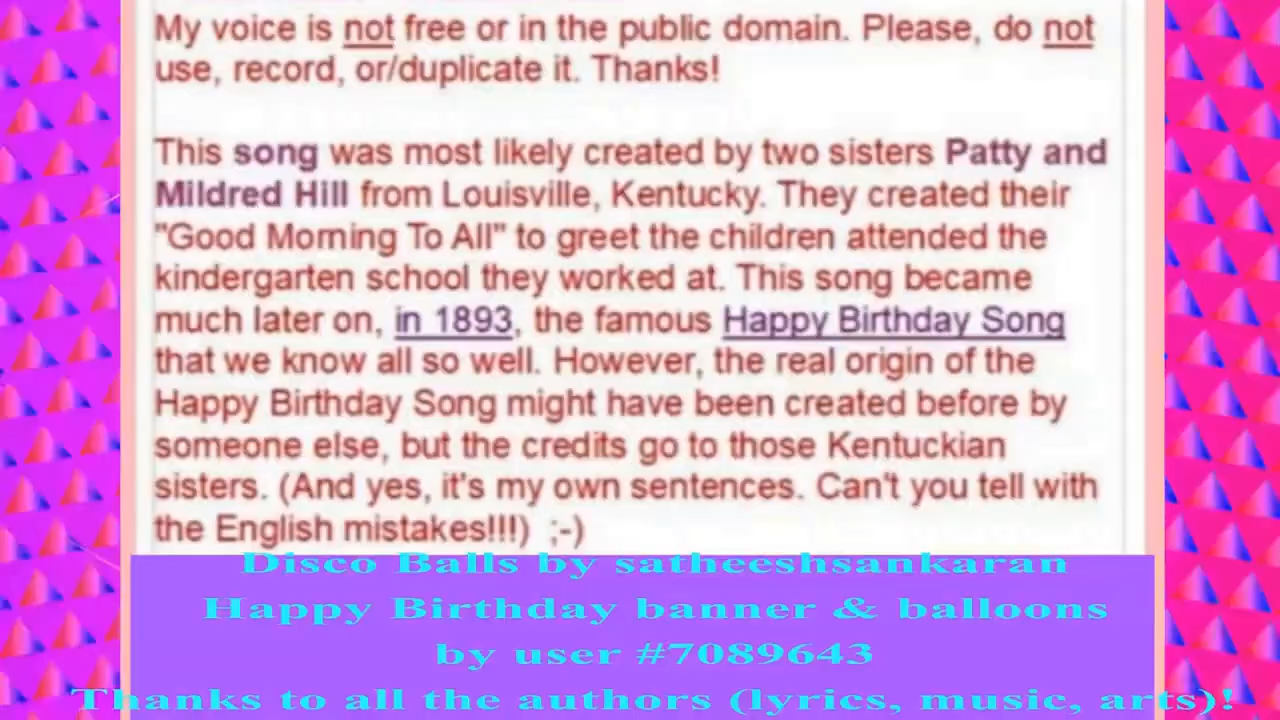 My voice is not free or in the public domain. Please, do not
use, record, or/duplicate it. Thanks!
This song was most likely created by two sisters Patty and
Mildred Hill from Louisville, Kentucky. They created their
"Good Morning To All" to greet the children attended the
kindergarten school they worked at. This song became
much later on, in 1893, the famous Happy Birthday Song
that we know all so well. However, the real origin of the
Happy Birthday Song might have been created before by
someone else, but the credits go to those Kentuckian
sisters. (And yes, it's my own sentences. Can't you tell with
the English mistakes!!!) ;-)
Disco Balls by satheeshsankaran
Happy Birthday banner & balloons
by user #7089643
Thanks to all the authors (lyrics, music, arts)!